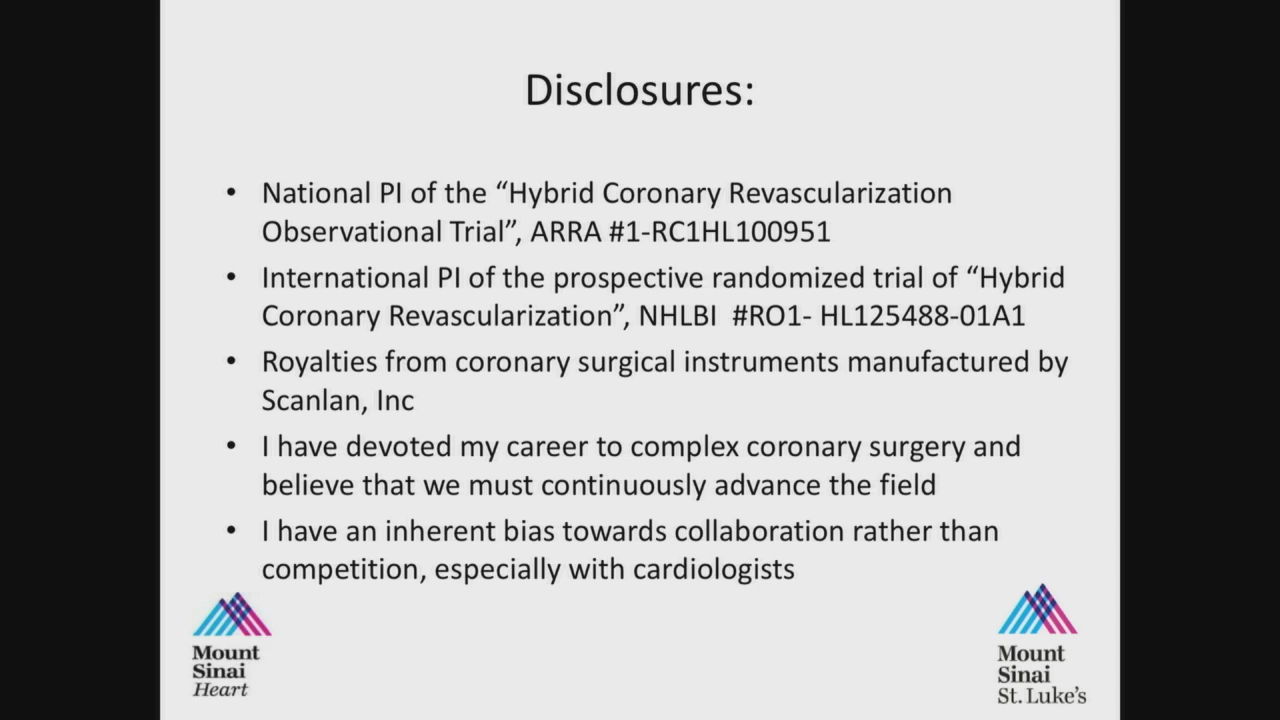 Disclosures:
• National PI of the “Hybrid Coronary Revascularization
Observational Trial”, ARRA #1-RC1HL100951
• International PI of the prospective randomized trial of “Hybrid
Coronary Revascularization”, NHLBI  #RO1- HL125488-01A1
• Royalties from coronary surgical instruments manufactured by
Scanlan, Inc
• I have devoted my career to complex coronary surgery and
believe that we must continuously advance the field
• I have an inherent bias towards collaboration rather than
competition, especially with cardiologists
Mount
Sinai
Heart
Mount
Sinai
St. Luke’s